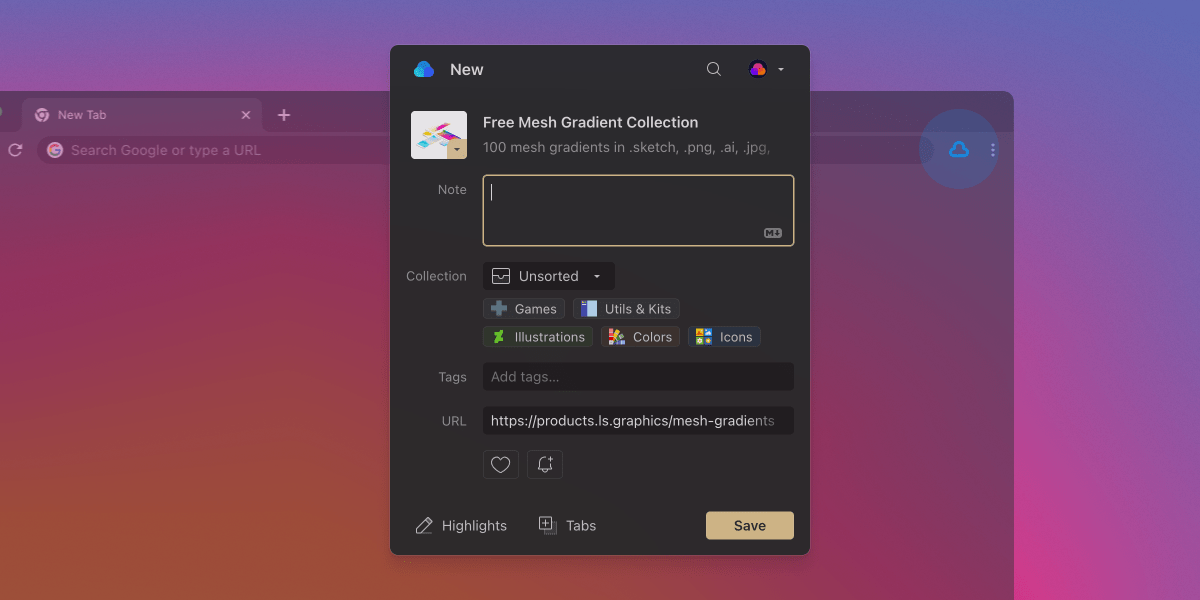 New
New Tab
Search Google or type a URL
Free Mesh Gradient Collection
100 mesh gradients in .sketch, .png, .ai, .jpg,
Note
M
Collection
Unsorted
Games
Utils & Kits
Illustrations
Colors
Icons
Tags
Add tags...
URL
https://products.ls.graphics/mesh-gradients
Highlights
Tabs
Save